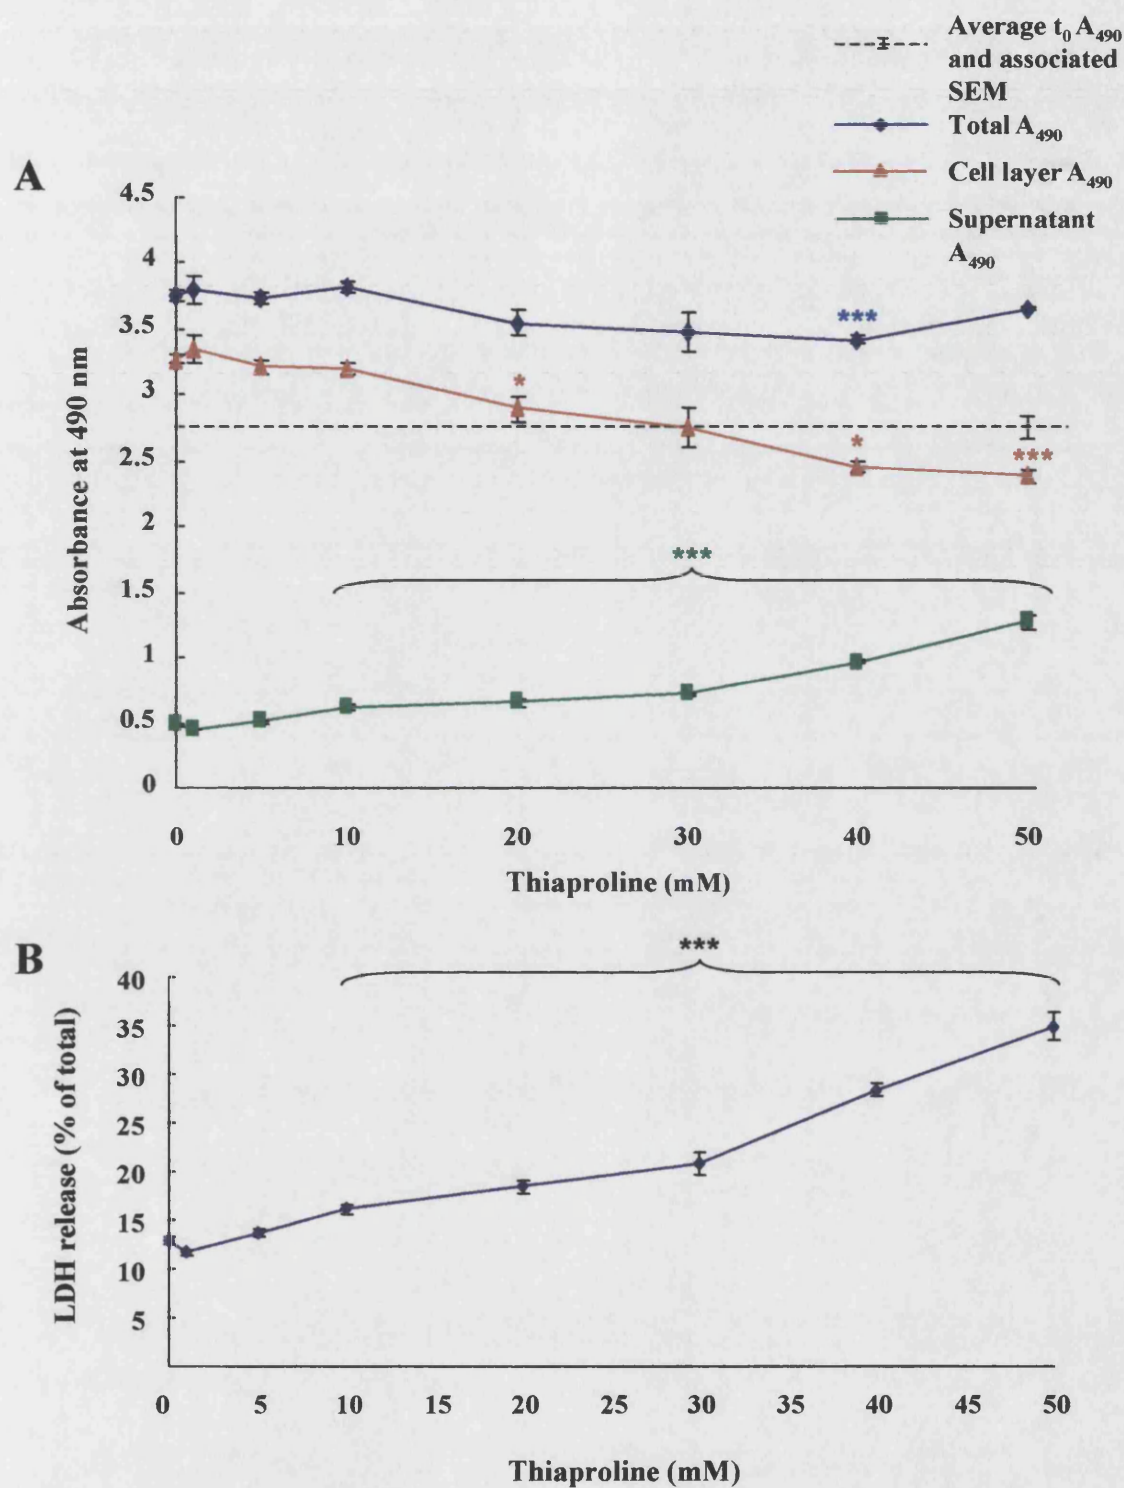 Average t₀ A₄₉₀
and associated
SEM
Total A₄₉₀
Cell layer A₄₉₀
Supernatant
A₄₉₀
A
4.5
4
3.5
3
2.5
2
1.5
1
0.5
0
Absorbance at 490 nm
***
*
*
***
***
0 10 20 30 40 50
Thiaproline (mM)
B
***
40
35
30
25
20
15
10
5
LDH release (% of total)
0 5 10 20 25 30 35 40 45 50
Thiaproline (mM)